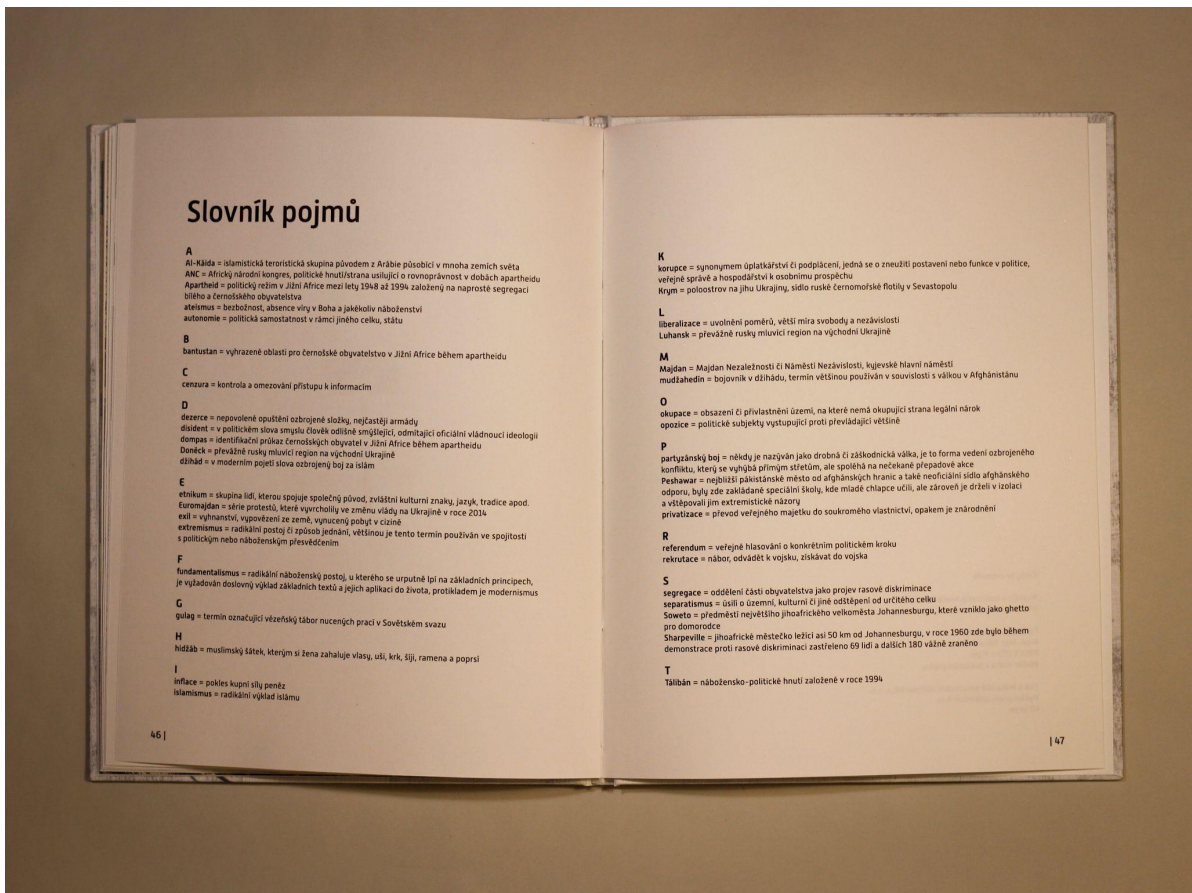 Slovník pojmů
A
Al-Káida = islamistická teroristická skupina původem z Arábie působící v mnoha zemích světa
ANC = Africký národní kongres, politické hnutí/strana usilující o rovnoprávnost v dobách apartheidu
Apartheid = politický režim v Jižní Africe mezi lety 1948 až 1994 založený na naprosté segregaci
bílého a černošského obyvatelstva
ateismus = bezbožnost, absence víry v Boha a jakékoliv náboženství
autonomie = politická samostatnost v rámci jiného celku, státu
B
bantustan = vyhrazené oblasti pro černošské obyvatelstvo v Jižní Africe během apartheidu
C
cenzura = kontrola a omezování přístupu k informacím
D
dezerce = nepovolené opuštění ozbrojené složky, nejčastěji armády
disident = v politickém slova smyslu člověk odlišně smýšlející, odmítající oficiální vládnoucí ideologii
dompas = identifikační průkaz černošských obyvatel v Jižní Africe během apartheidu
Doněck = převážně rusky mluvící region na východní Ukrajině
džihád = v moderním pojetí slova ozbrojený boj za islám
E
etnikum = skupina lidí, kterou spojuje společný původ, zvláštní kulturní znaky, jazyk, tradice apod.
Euromajdan = série protestů, které vyvrcholily ve změnu vlády na Ukrajině v roce 2014
exil = vyhnanství, vypovězení ze země, vynucený pobyt v cizině
extremismus = radikální postoj či způsob jednání, většinou je tento termín používán ve spojitosti
s politickým nebo náboženským přesvědčením
F
fundamentalismus = radikální náboženský postoj, u kterého se urputně lpí na základních principech,
je vyžadován doslovný výklad základních textů a jejich aplikaci do života, protikladem je modernismus
G
gulag = termín označující vězeňský tábor nucených prací v Sovětském svazu
H
hidžáb = muslimský šátek, kterým si žena zahaluje vlasy, uši, krk, šíji, ramena a poprsí
I
inflace = pokles kupní síly peněz
islamismus = radikální výklad islámu
46 |
K
korupce = synonymem úplatkářství či podplácení, jedná se o zneužití postavení nebo funkce v politice,
veřejné správě a hospodářství k osobnímu prospěchu
Krym = poloostrov na jihu Ukrajiny, sídlo ruské černomořské flotily v Sevastopolu
L
liberalizace = uvolnění poměrů, větší míra svobody a nezávislosti
Luhansk = převážně rusky mluvící region na východní Ukrajině
M
Majdan = Majdan Nezaležnosti či Náměstí Nezávislosti, kyjevské hlavní náměstí
mudžahedín = bojovník v džihádu, termín většinou používán v souvislosti s válkou v Afghánistánu
O
okupace = obsazení či přivlastnění území, na které nemá okupující strana legální nárok
opozice = politické subjekty vystupující proti převládající většině
P
partyzánský boj = někdy je nazýván jako drobná či záškodnická válka, je to forma vedení ozbrojeného
konfliktu, který se vyhýbá přímým střetům, ale spoléhá na nečekané přepadové akce
Peshawar = nejbližší pákistánské město od afghánských hranic a také neoficiální sídlo afghánského
odporu, byly zde zakládané speciální školy, kde mladé chlapce učili, ale zároveň je drželi v izolaci
a vštěpovali jim extremistické názory
privatizace = převod veřejného majetku do soukromého vlastnictví, opakem je znárodnění
R
referendum = veřejné hlasování o konkrétním politickém kroku
rekrutace = nábor, odvádět k vojsku, získávat do vojska
S
segregace = oddělení části obyvatelstva jako projev rasové diskriminace
separatismus = úsilí o územní, kulturní či jiné odštěpení od určitého celku
Soweto = předměstí největšího jihoafrického velkoměsta Johannesburgu, které vzniklo jako ghetto
pro domorodce
Sharpeville = jihoafrické městečko ležící asi 50 km od Johannesburgu, v roce 1960 zde bylo během
demonstrace proti rasové diskriminaci zastřeleno 69 lidí a dalších 180 vážně zraněno
T
Tálibán = nábožensko-politické hnutí založené v roce 1994
| 47